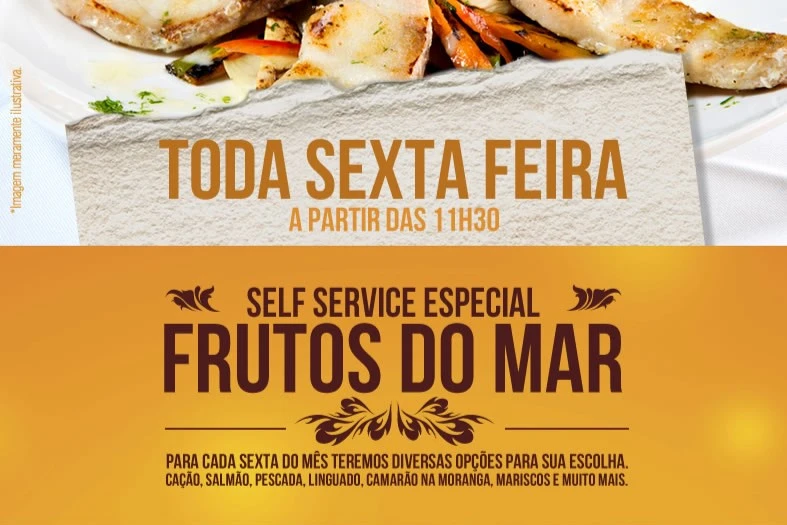 *Imagem meramente ilustrativa.
TODA SEXTA FEIRA
A PARTIR DAS 11H30
SELF SERVICE ESPECIAL
FRUTOS DO MAR
PARA CADA SEXTA DO MÊS TEREMOS DIVERSAS OPÇÕES PARA SUA ESCOLHA.
CAÇÃO, SALMÃO, PESCADA, LINGUADO, CAMARÃO NA MORANGA, MARISCOS E MUITO MAIS.